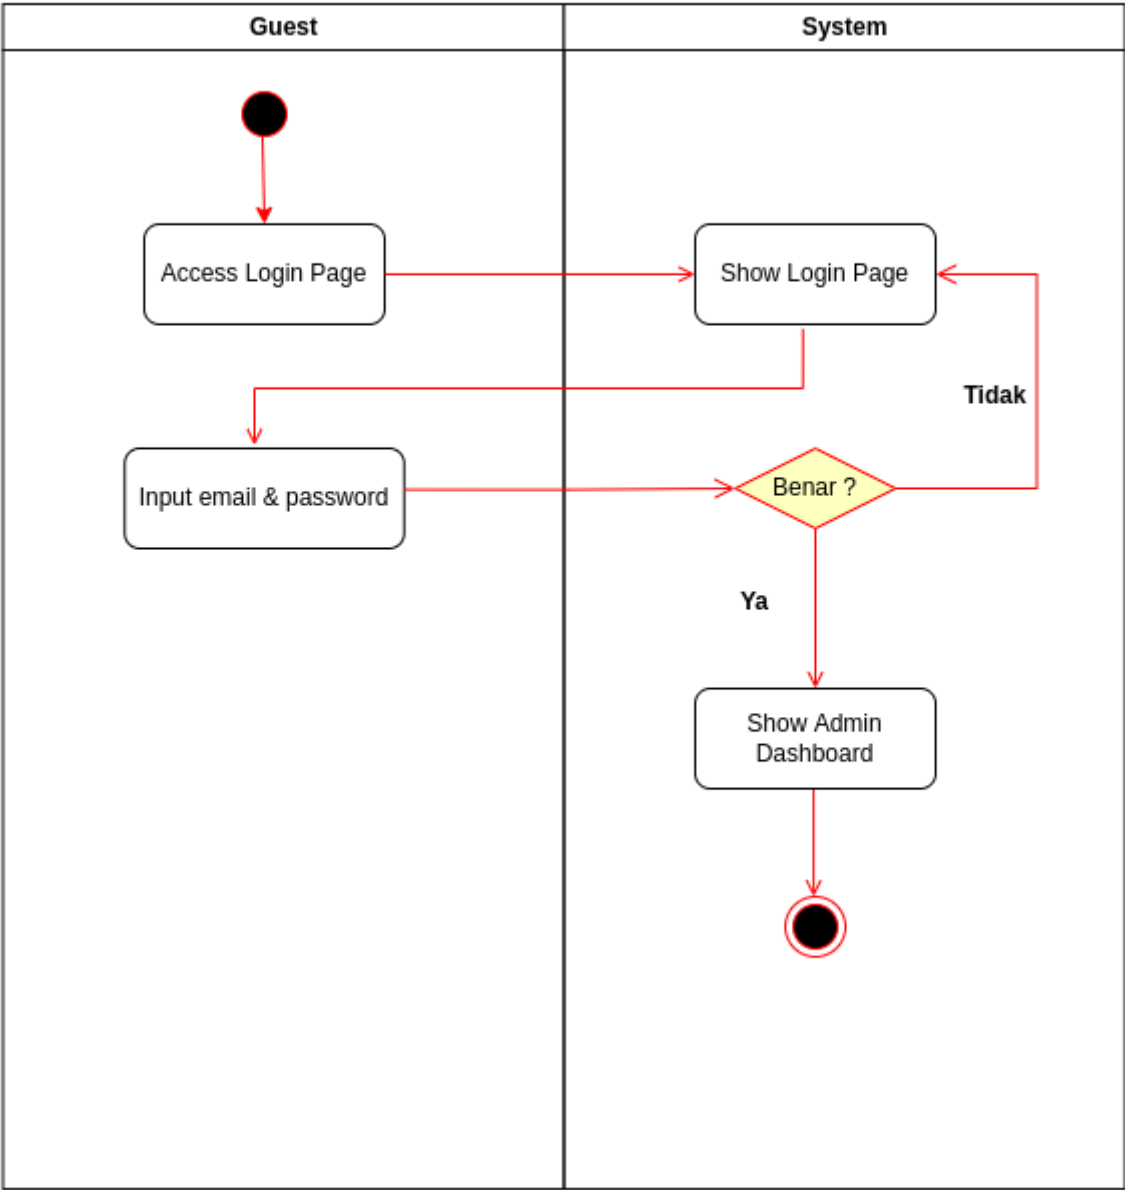 Guest
System
Access Login Page
Show Login Page
Tidak
Input email & password
Benar ?
Ya
Show Admin
Dashboard